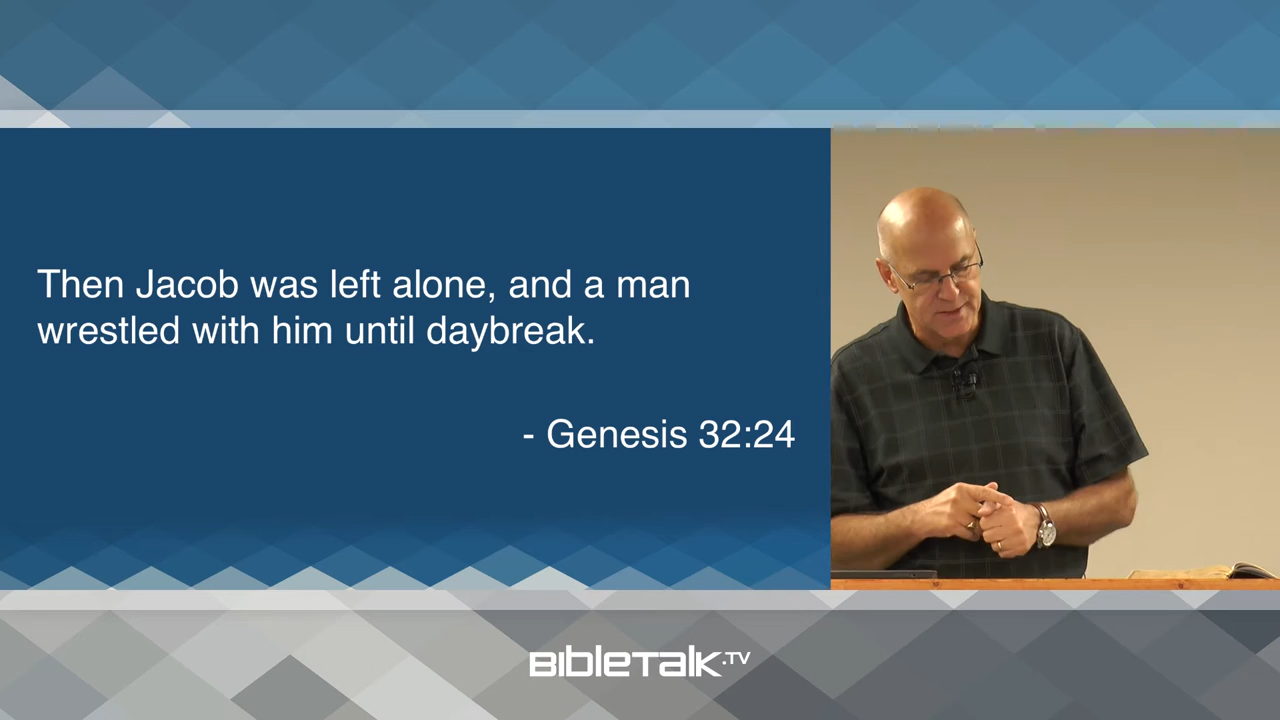 Then Jacob was left alone, and a man
wrestled with him until daybreak.
- Genesis 32:24
BIBLETALK.TV